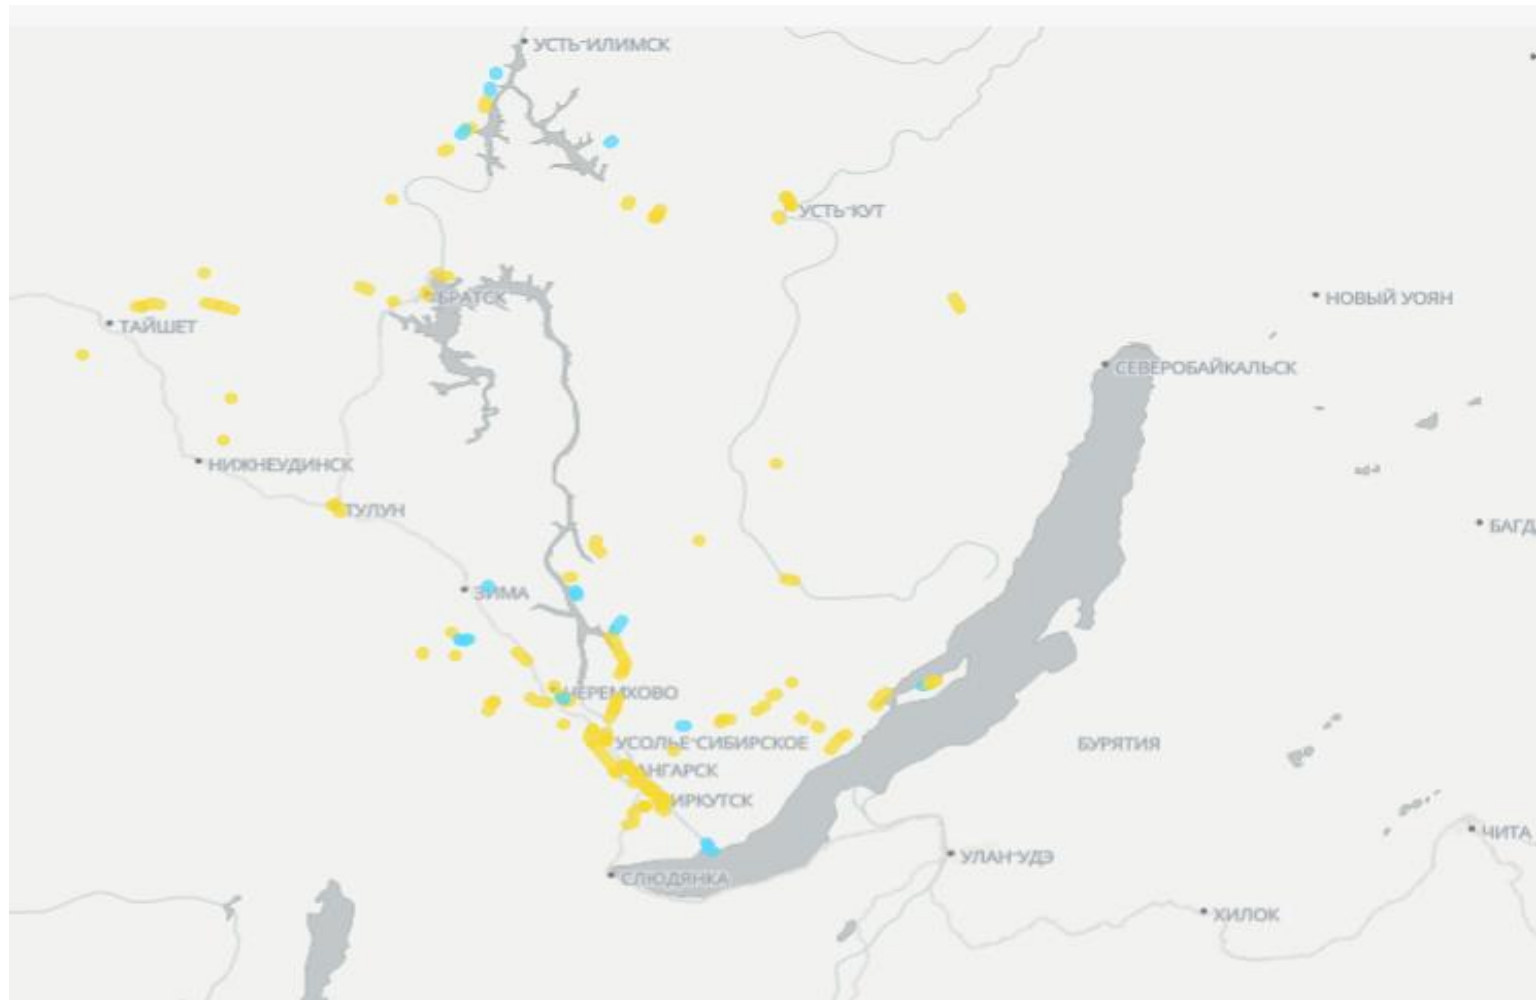 УСТЬ-ИЛИМСК
УСТЬ-КУТ
БРАТСК
НОВЫЙ УОЯН
ТАЙШЕТ
СЕВЕРОБАЙКАЛЬСК
НИЖНЕУДИНСК
ТУЛУН
БАГД
ЗИМА
ЧЕРЕМХОВО
УСОЛЬЕ-СИБИРСКОЕ
БУРЯТИЯ
АНГАРСК
ИРКУТСК
ЧИТА
УЛАН-УДЭ
СЛЮДЯНКА
ХИЛОК